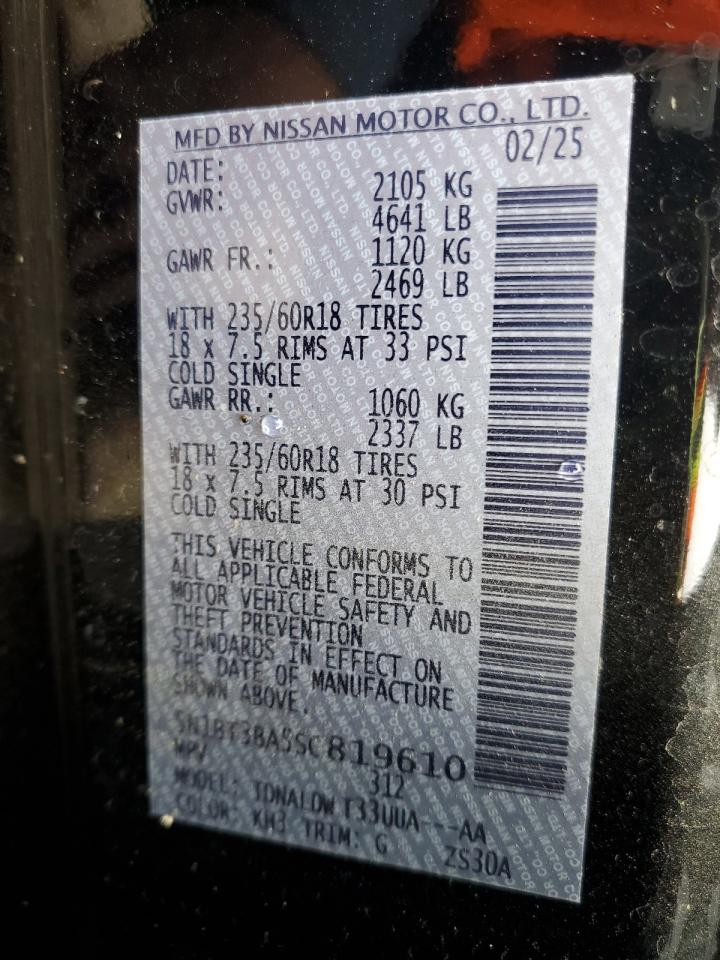 MFD BY NISSAN MOTOR CO., LTD.
DATE: 02/25
GVWR: 2105 KG
4641 LB
GAWR FR.: 1120 KG
2469 LB
WITH 235/60R18 TIRES
18 x 7.5 RIMS AT 33 PSI
COLD SINGLE
GAWR RR.: 1060 KG
2337 LB
WITH 235/60R18 TIRES
18 x 7.5 RIMS AT 30 PSI
COLD SINGLE
THIS VEHICLE CONFORMS TO
ALL APPLICABLE FEDERAL
MOTOR VEHICLE SAFETY AND
THEFT PREVENTION
STANDARDS IN EFFECT ON
THE DATE OF MANUFACTURE
SHOWN ABOVE.
5N1BT3BA5SC819610
MPV 312
MODEL: TDNALDW T33UUA---AA
COLOR: KH3 TRIM: G ZS30A